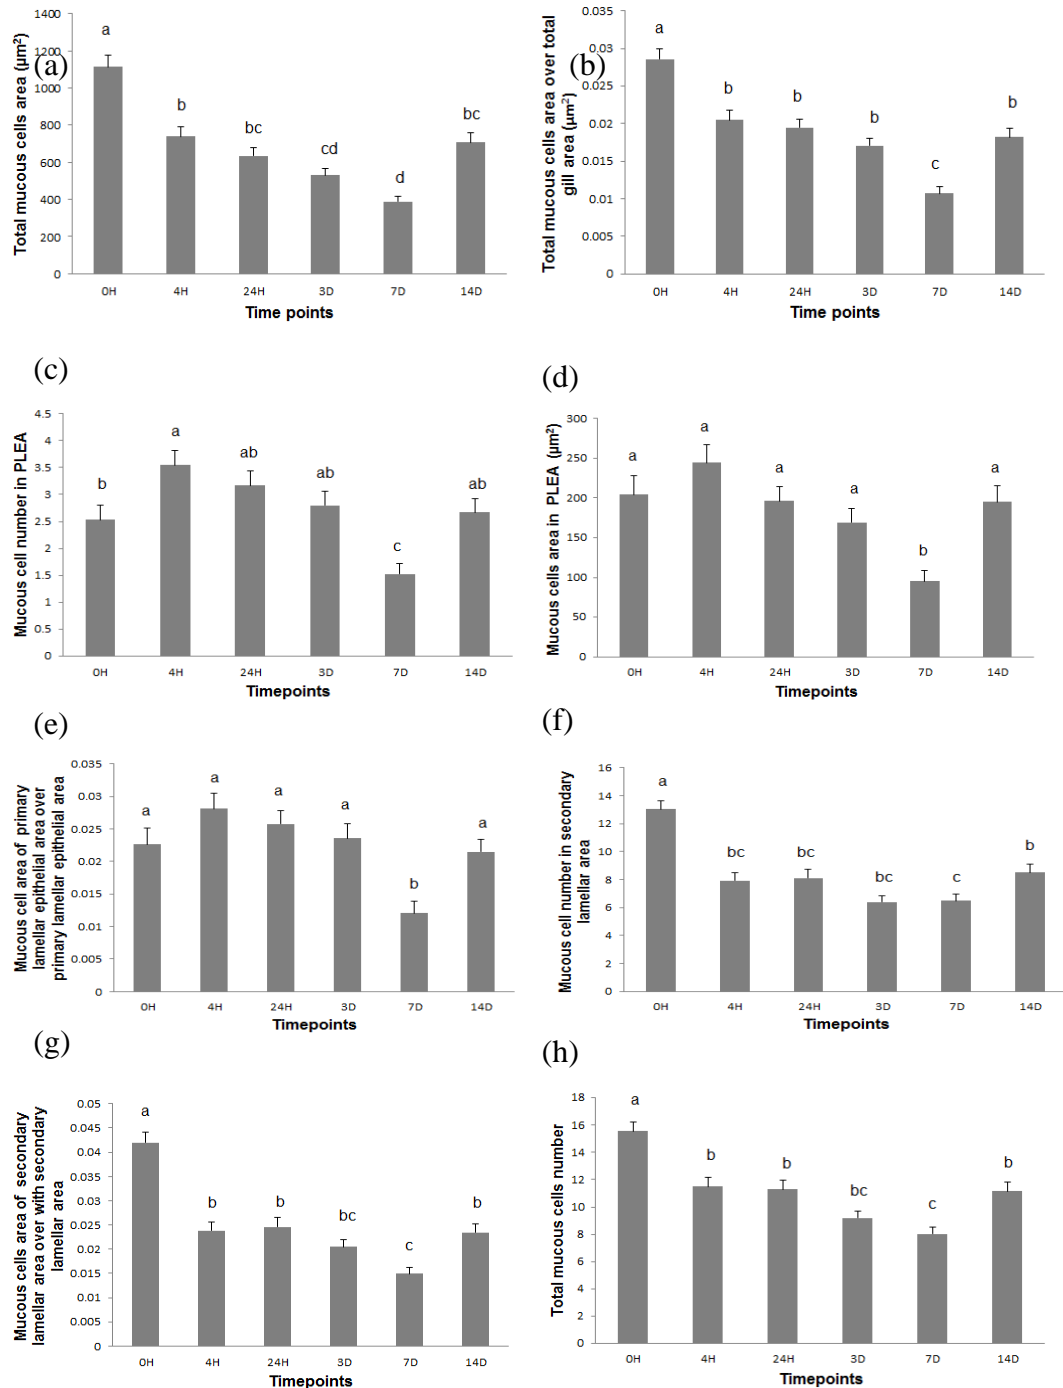 (a)
Total mucous cells area (µm²)
1400
1200
1000
800
600
400
200
0
a
b
bc
cd
d
bc
0H 4H 24H 3D 7D 14D
Time points
(b)
Total mucous cells area over total
gill area (µm²)
0.035
0.03
0.025
0.02
0.015
0.01
0.005
0
a
b
b
b
c
b
0H 4H 24H 3D 7D 14D
Time points
(c)
Mucous cell number in PLEA
4.5
4
3.5
3
2.5
2
1.5
1
0.5
0
b
a
ab
ab
c
ab
0H 4H 24H 3D 7D 14D
Timepoints
(d)
Mucous cells area in PLEA (µm²)
300
250
200
150
100
50
0
a
a
a
a
b
a
0H 4H 24H 3D 7D 14D
Timepoints
(e)
Mucous cell area of primary
lamellar epithelial area over
primary lamellar epithelial area
0.035
0.03
0.025
0.02
0.015
0.01
0.005
0
a
a
a
a
b
a
0H 4H 24H 3D 7D 14D
Timepoints
(f)
Mucous cell number in secondary
lamellar area
16
14
12
10
8
6
4
2
0
a
bc
bc
bc
c
b
0H 4H 24H 3D 7D 14D
Timepoints
(g)
Mucous cells area of secondary
lamellar area over with secondary
lamellar area
0.05
0.045
0.04
0.035
0.03
0.025
0.02
0.015
0.01
0.005
0
a
b
b
bc
c
b
0H 4H 24H 3D 7D 14D
Timepoints
(h)
Total mucous cells number
18
16
14
12
10
8
6
4
2
0
a
b
b
bc
c
b
0H 4H 24H 3D 7D 14D
Timepoints